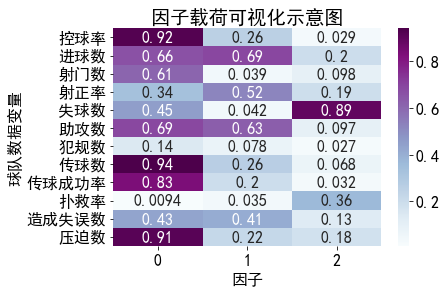 因子载荷可视化示意图
球队数据变量
控球率 0.92 0.26 0.029
进球数 0.66 0.69 0.2
射门数 0.61 0.039 0.098
射正率 0.34 0.52 0.19
失球数 0.45 0.042 0.89
助攻数 0.69 0.63 0.097
犯规数 0.14 0.078 0.027
传球数 0.94 0.26 0.068
传球成功率 0.83 0.2 0.032
扑救率 0.0094 0.035 0.36
造成失误数 0.43 0.41 0.13
压迫数 0.91 0.22 0.18
0 1 2
因子
0.8
0.6
0.4
0.2